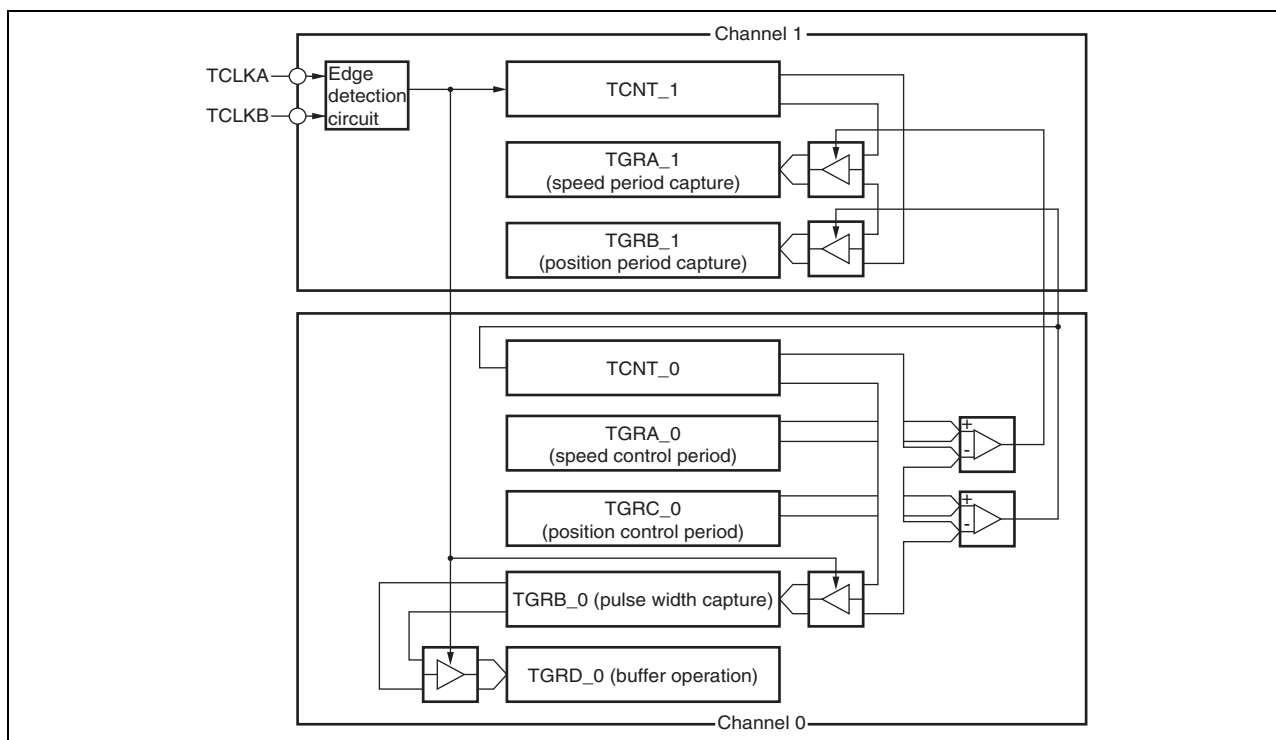 Channel 1
TCLKA
TCLKB
Edge
detection
circuit
TCNT_1
TGRA_1
(speed period capture)
TGRB_1
(position period capture)
TCNT_0
TGRA_0
(speed control period)
+
-
TGRC_0
(position control period)
+
-
TGRB_0 (pulse width capture)
TGRD_0 (buffer operation)
Channel 0